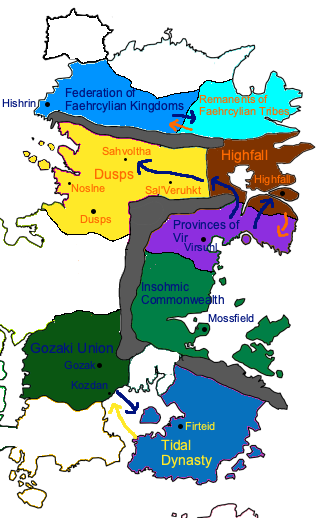 Federation of
Faehrcylian Kingdoms
Hishrin
Remanents of
Faehrcylian Tribes
Sahvoltha
Dusps
Nosine
Sal'Veruhkt
Dusps
Highfall
Highfall
Provinces of
Vir
Virsunl
Insohmic
Commonwealth
Mossfield
Gozaki Union
Gozak
Kozdan
Firteid
Tidal
Dynasty